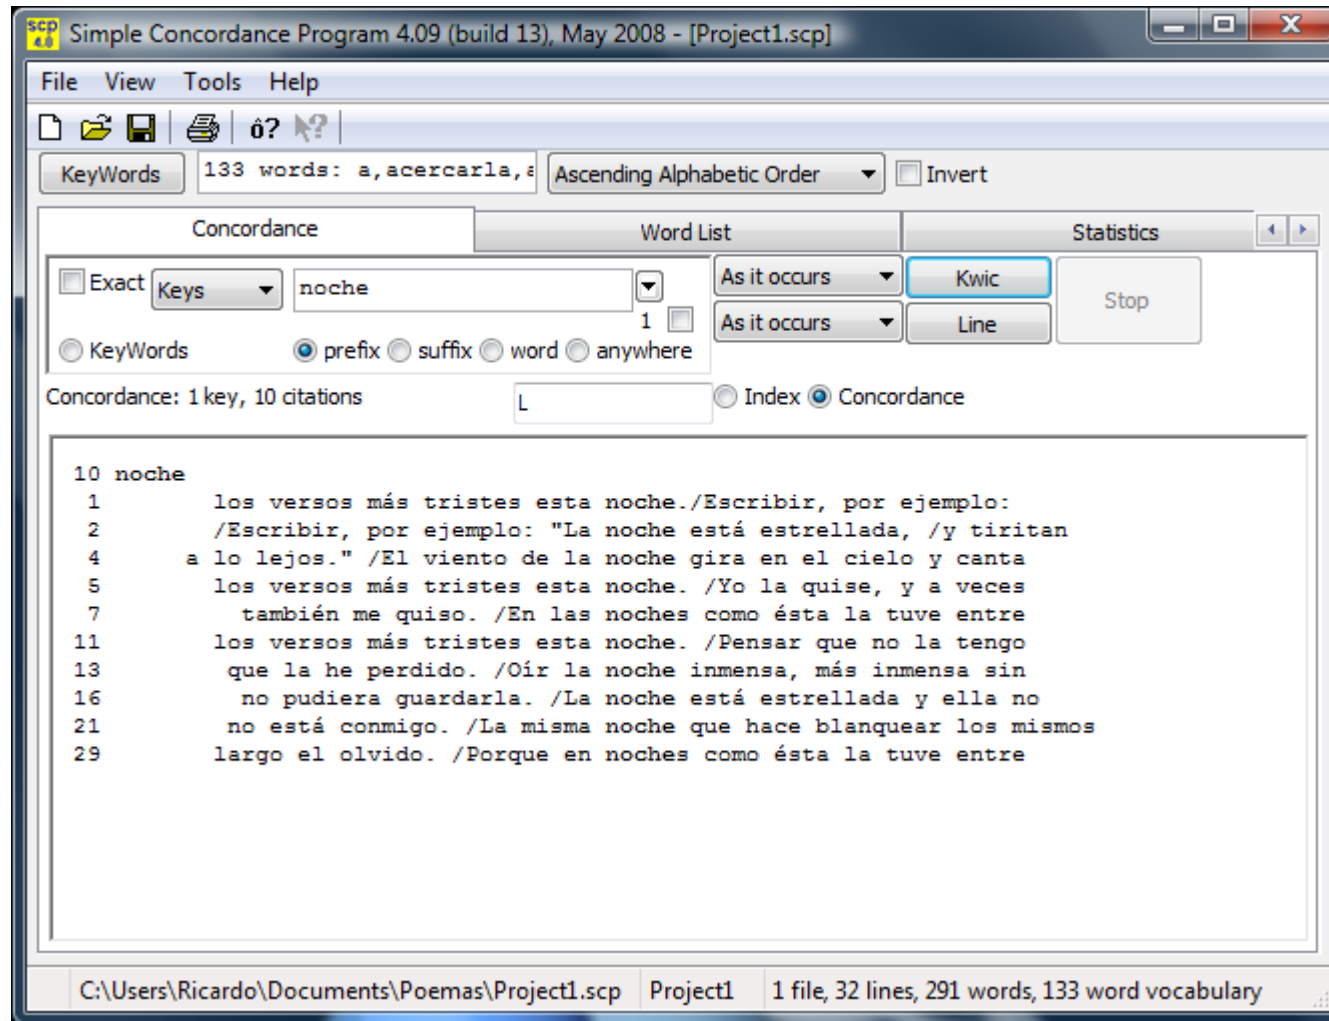 scp 4.0 Simple Concordance Program 4.09 (build 13), May 2008 - [Project1.scp]
File View Tools Help
ô? ?
KeyWords 133 words: a,acercarla,a Ascending Alphabetic Order Invert
Concordance Word List Statistics
Exact Keys noche As it occurs Kwic Stop
1 As it occurs Line
KeyWords prefix suffix word anywhere
Concordance: 1 key, 10 citations L Index Concordance
10 noche
1 los versos más tristes esta noche./Escribir, por ejemplo:
2 /Escribir, por ejemplo: "La noche está estrellada, /y tiritan
4 a lo lejos." /El viento de la noche gira en el cielo y canta
5 los versos más tristes esta noche. /Yo la quise, y a veces
7 también me quiso. /En las noches como ésta la tuve entre
11 los versos más tristes esta noche. /Pensar que no la tengo
13 que la he perdido. /Oír la noche inmensa, más inmensa sin
16 no pudiera guardarla. /La noche está estrellada y ella no
21 no está conmigo. /La misma noche que hace blanquear los mismos
29 largo el olvido. /Porque en noches como ésta la tuve entre
C:\Users\Ricardo\Documents\Poemas\Project1.scp Project1 1 file, 32 lines, 291 words, 133 word vocabulary